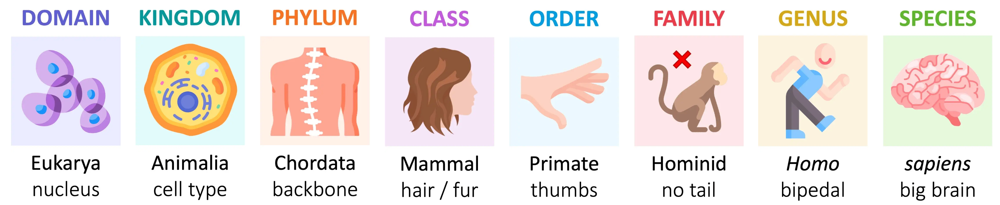 DOMAIN KINGDOM PHYLUM CLASS ORDER FAMILY GENUS SPECIES
Eukarya Animalia Chordata Mammal Primate Hominid Homo sapiens
nucleus cell type backbone hair / fur thumbs no tail bipedal big brain